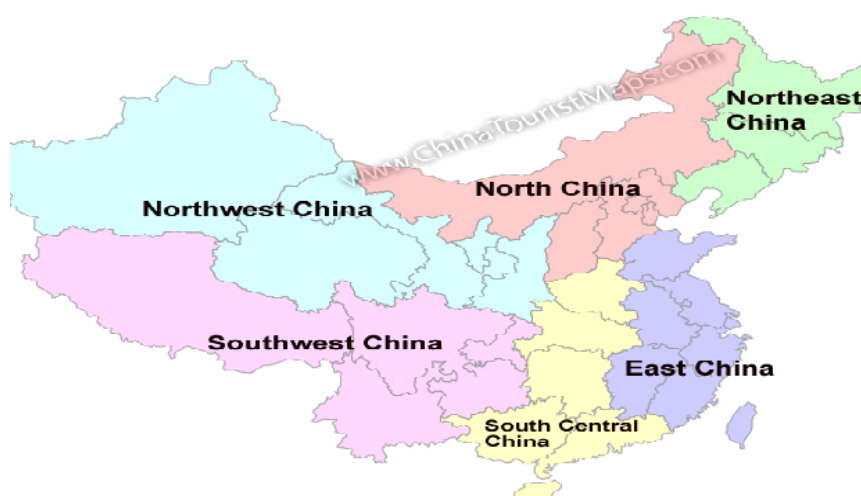 www.ChinaTouristMaps.com
Northeast
China
North China
Northwest China
Southwest China
East China
South Central
China